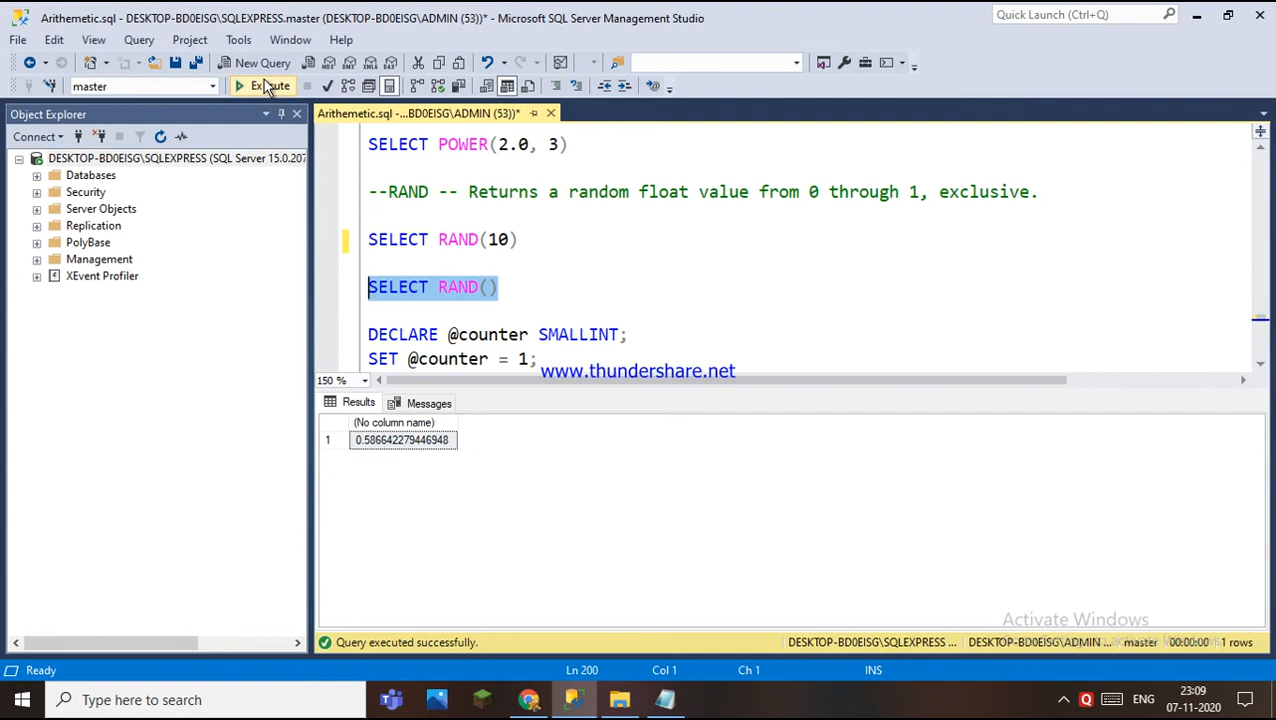 Arithemetic.sql - DESKTOP-BD0EISG\SQLEXPRESS.master (DESKTOP-BD0EISG\ADMIN (53))* - Microsoft SQL Server Management Studio
Quick Launch (Ctrl+Q)
File Edit View Query Project Tools Window Help
New Query
MDX DMX XMLA DAX
master
Execute
Object Explorer
Arithemetic.sql -...BD0EISG\ADMIN (53))*
Connect
DESKTOP-BD0EISG\SQLEXPRESS (SQL Server 15.0.207
Databases
Security
Server Objects
Replication
PolyBase
Management
XEvent Profiler
SELECT POWER(2.0, 3)
--RAND -- Returns a random float value from 0 through 1, exclusive.
SELECT RAND(10)
SELECT RAND()
DECLARE @counter SMALLINT;
SET @counter = 1;
www.thundershare.net
150 %
Results Messages
(No column name)
1 0.586642279446948
Activate Windows
Query executed successfully.
DESKTOP-BD0EISG\SQLEXPRESS ... DESKTOP-BD0EISG\ADMIN ... master 00:00:00 1 rows
Ready
Ln 200 Col 1 Ch 1 INS
Type here to search
ENG
23:09
07-11-2020